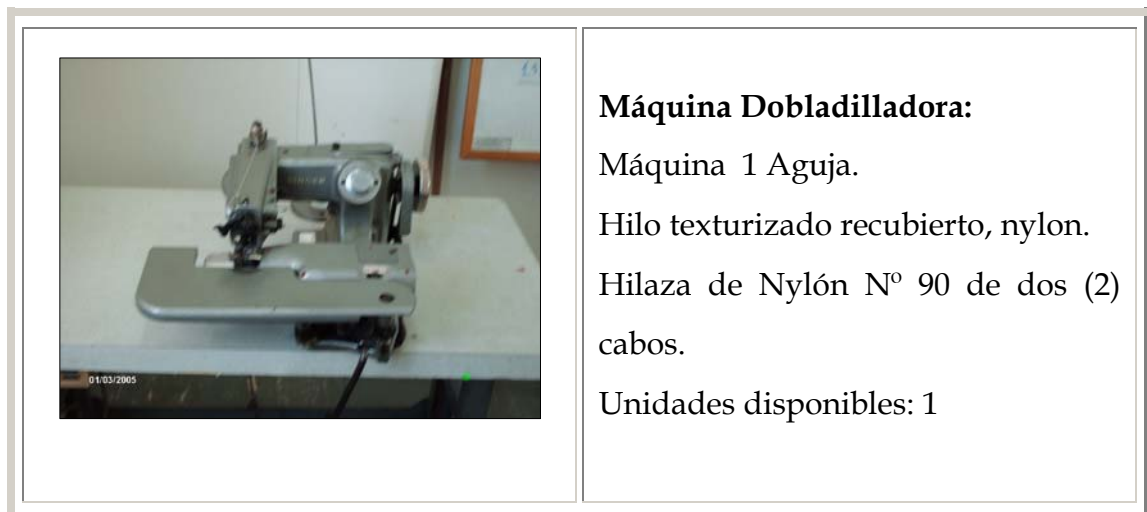 SINGER
01/03/2005
Máquina Dobladilladora:
Máquina 1 Aguja.
Hilo texturizado recubierto, nylon.
Hilaza de Nylón Nº 90 de dos (2)
cabos.
Unidades disponibles: 1